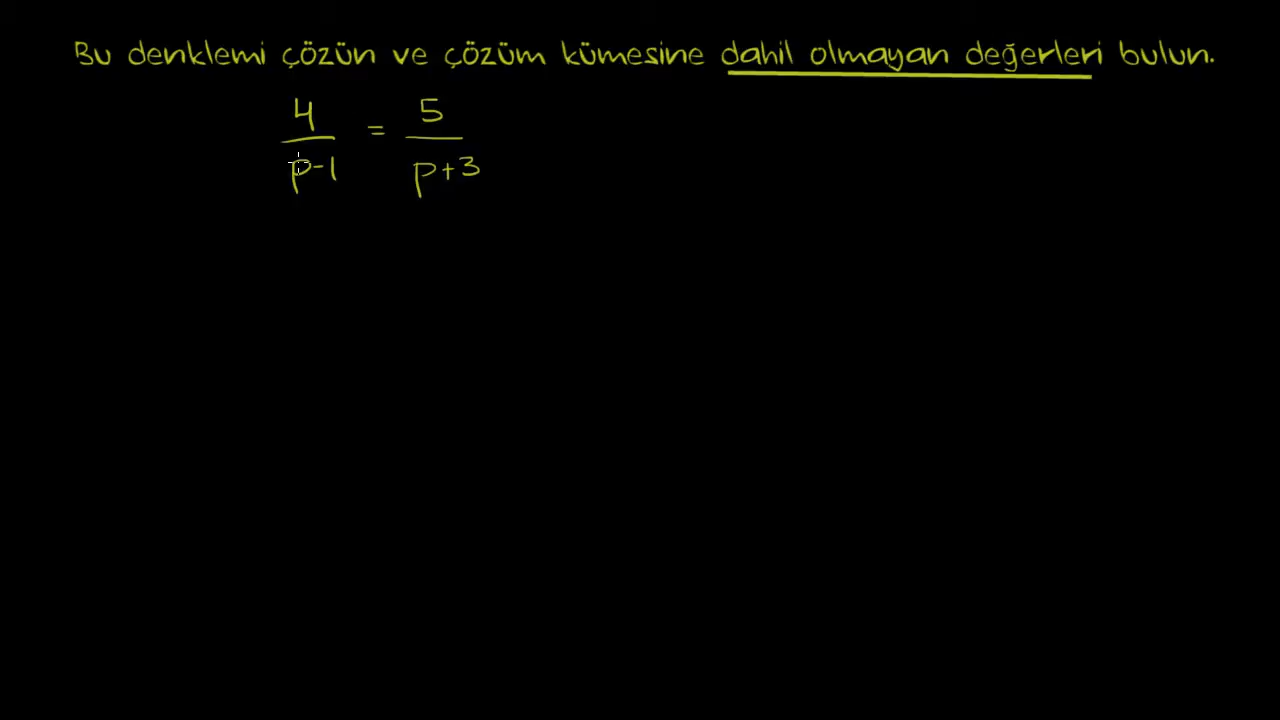 Bu denklemi çözün ve çözüm kümesine dahil olmayan değerleri bulun.
4/(p-1) = 5/(p+3)